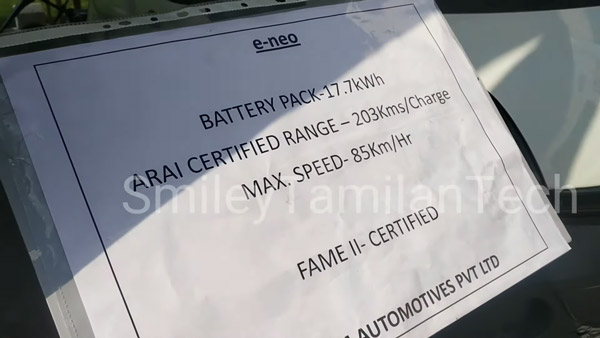 e-neo
BATTERY PACK-17.7kWh
ARAI CERTIFIED RANGE – 203Kms/Charge
MAX. SPEED- 85Km/Hr
SmileyTamilanTech
FAME II- CERTIFIED
AUTOMOTIVES PVT LTD